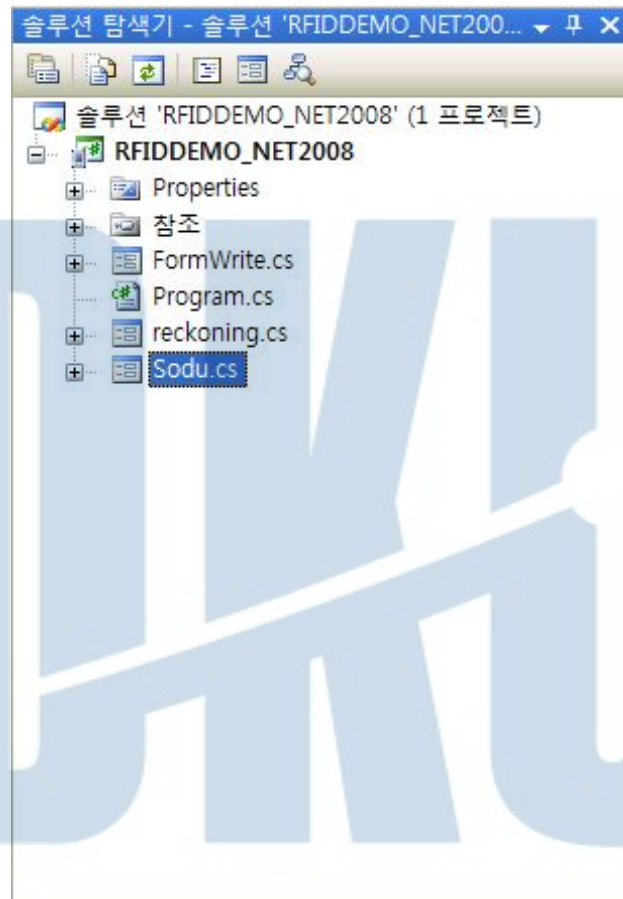 솔루션 탐색기 - 솔루션 'RFIDDEMO_NET200...
솔루션 'RFIDDEMO_NET2008' (1 프로젝트)
RFIDDEMO_NET2008
Properties
참조
FormWrite.cs
Program.cs
reckoning.cs
Sodu.cs